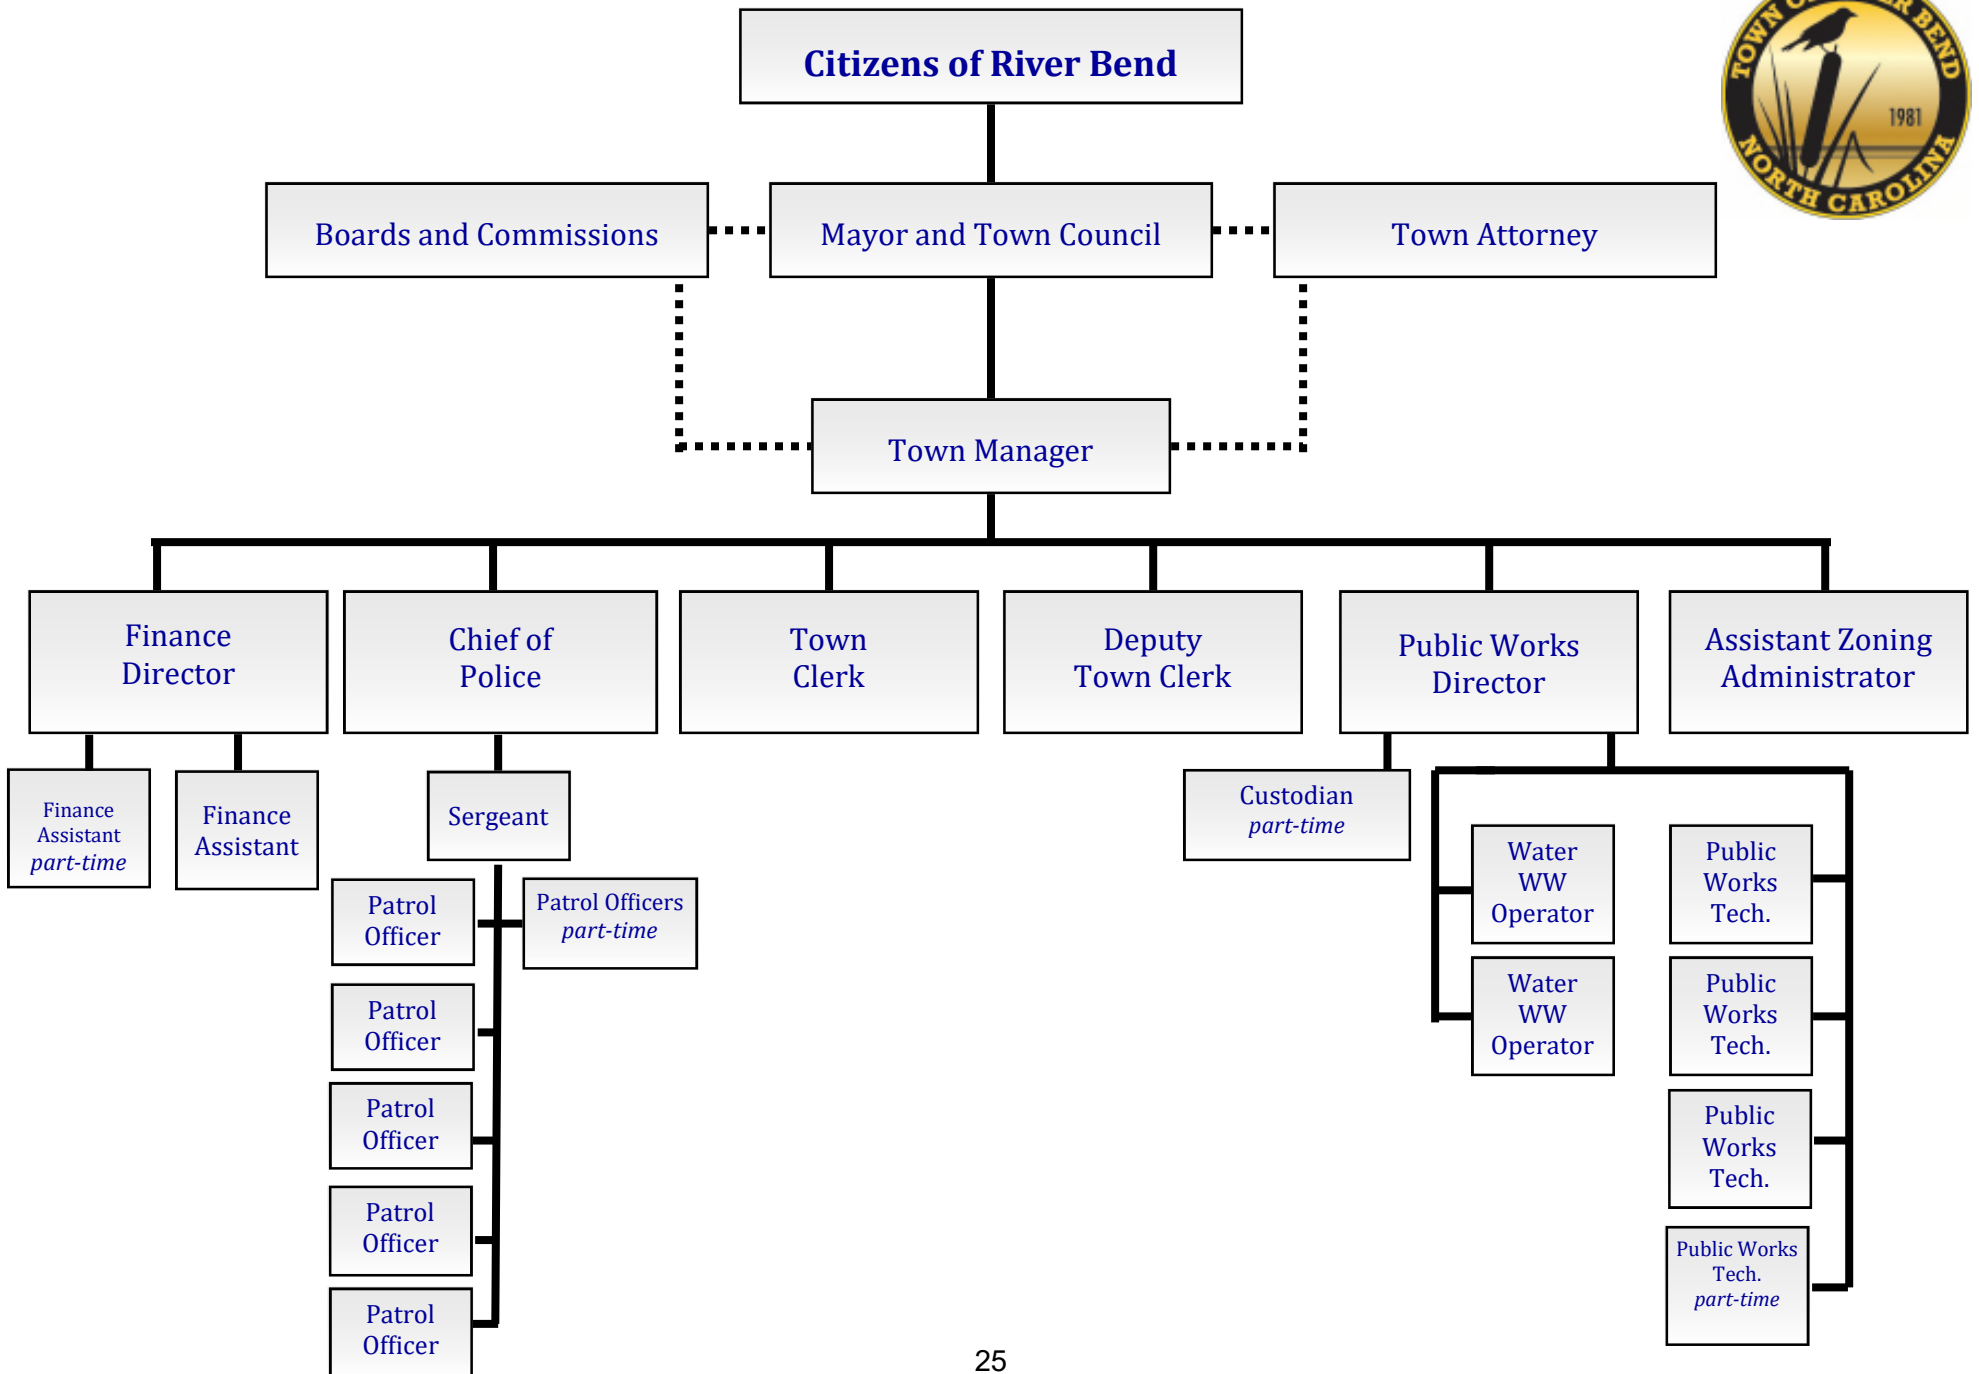 Citizens of River Bend
TOWN OF RIVER BEND
1981
NORTH CAROLINA
Boards and Commissions
Mayor and Town Council
Town Attorney
Town Manager
Finance
Director
Chief of
Police
Town
Clerk
Deputy
Town Clerk
Public Works
Director
Assistant Zoning
Administrator
Finance
Assistant
part-time
Finance
Assistant
Sergeant
Patrol
Officer
Patrol Officers
part-time
Patrol
Officer
Patrol
Officer
Patrol
Officer
Patrol
Officer
Custodian
part-time
Water
WW
Operator
Water
WW
Operator
Public
Works
Tech.
Public
Works
Tech.
Public
Works
Tech.
Public Works
Tech.
part-time
25